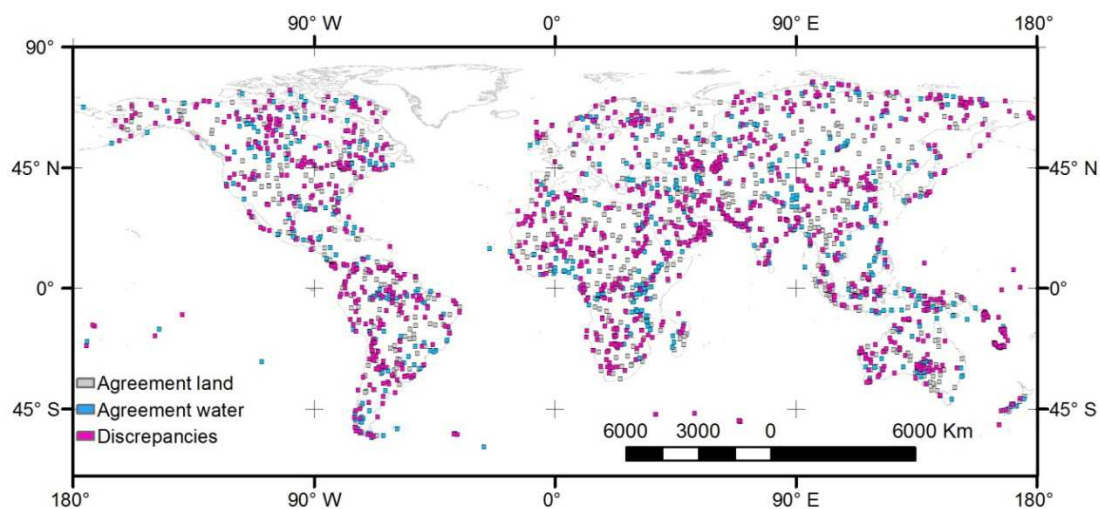 90° W 0° 90° E 180°
90°
45° N 45° N
0° 0°
Agreement land
Agreement water
Discrepancies
45° S 45° S
6000 3000 0 6000 Km
180° 90° W 0° 90° E 180°